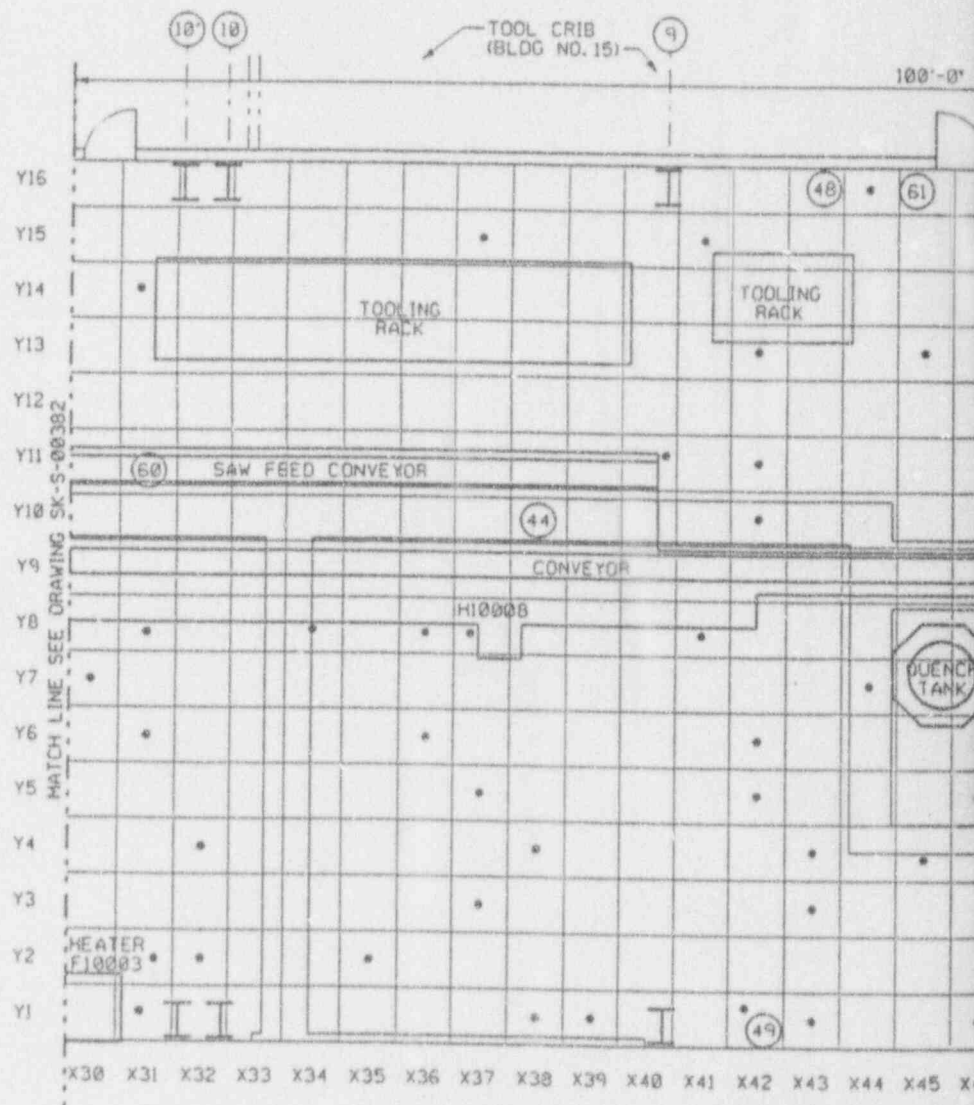 10' 10 TOOL CRIB 9
(BLDG NO. 15)
100'-0"
Y16 48 61
Y15
Y14 TOOLING TOOLING
RACK RACK
Y13
Y12
Y11 60 SAW FEED CONVEYOR
Y10 44
Y9 CONVEYOR
Y8 H10008
Y7 QUENCH
TANK
Y6
Y5
Y4
Y3
Y2 HEATER
F10003
Y1 49
X30 X31 X32 X33 X34 X35 X36 X37 X38 X39 X40 X41 X42 X43 X44 X45
MATCH LINE SEE DRAWING SK-S-00382